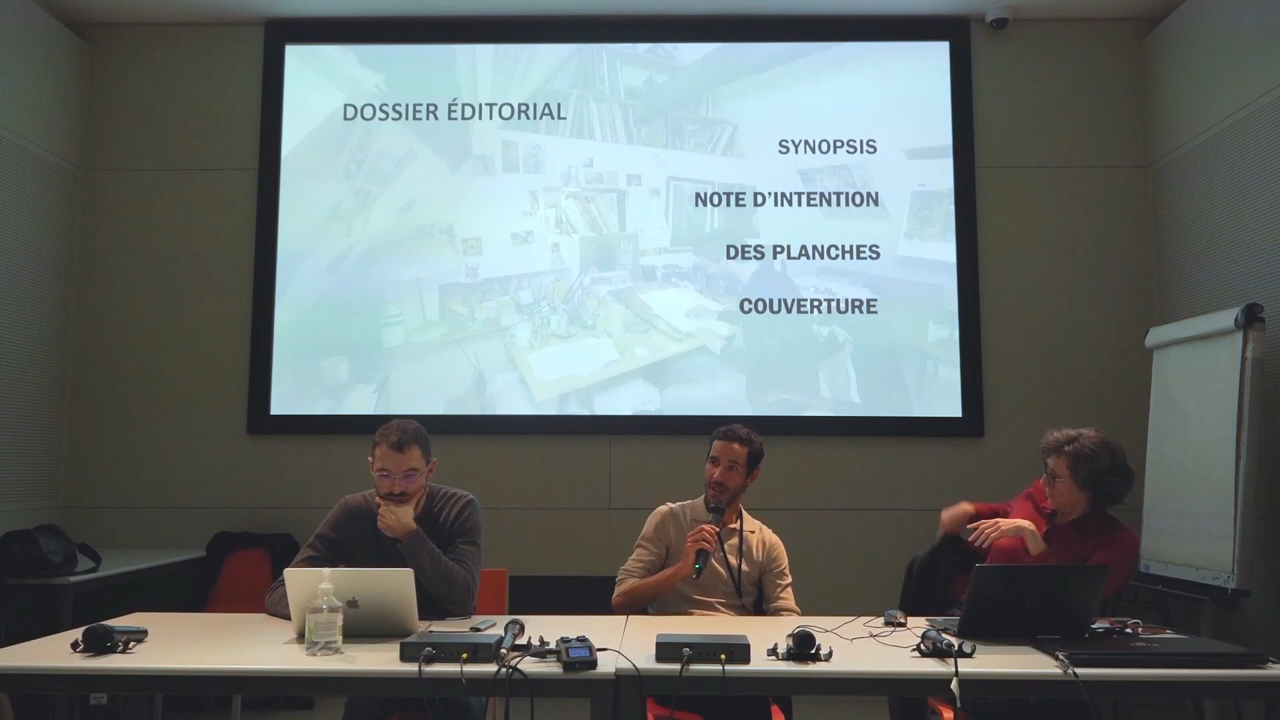 DOSSIER ÉDITORIAL
SYNOPSIS
NOTE D'INTENTION
DES PLANCHES
COUVERTURE